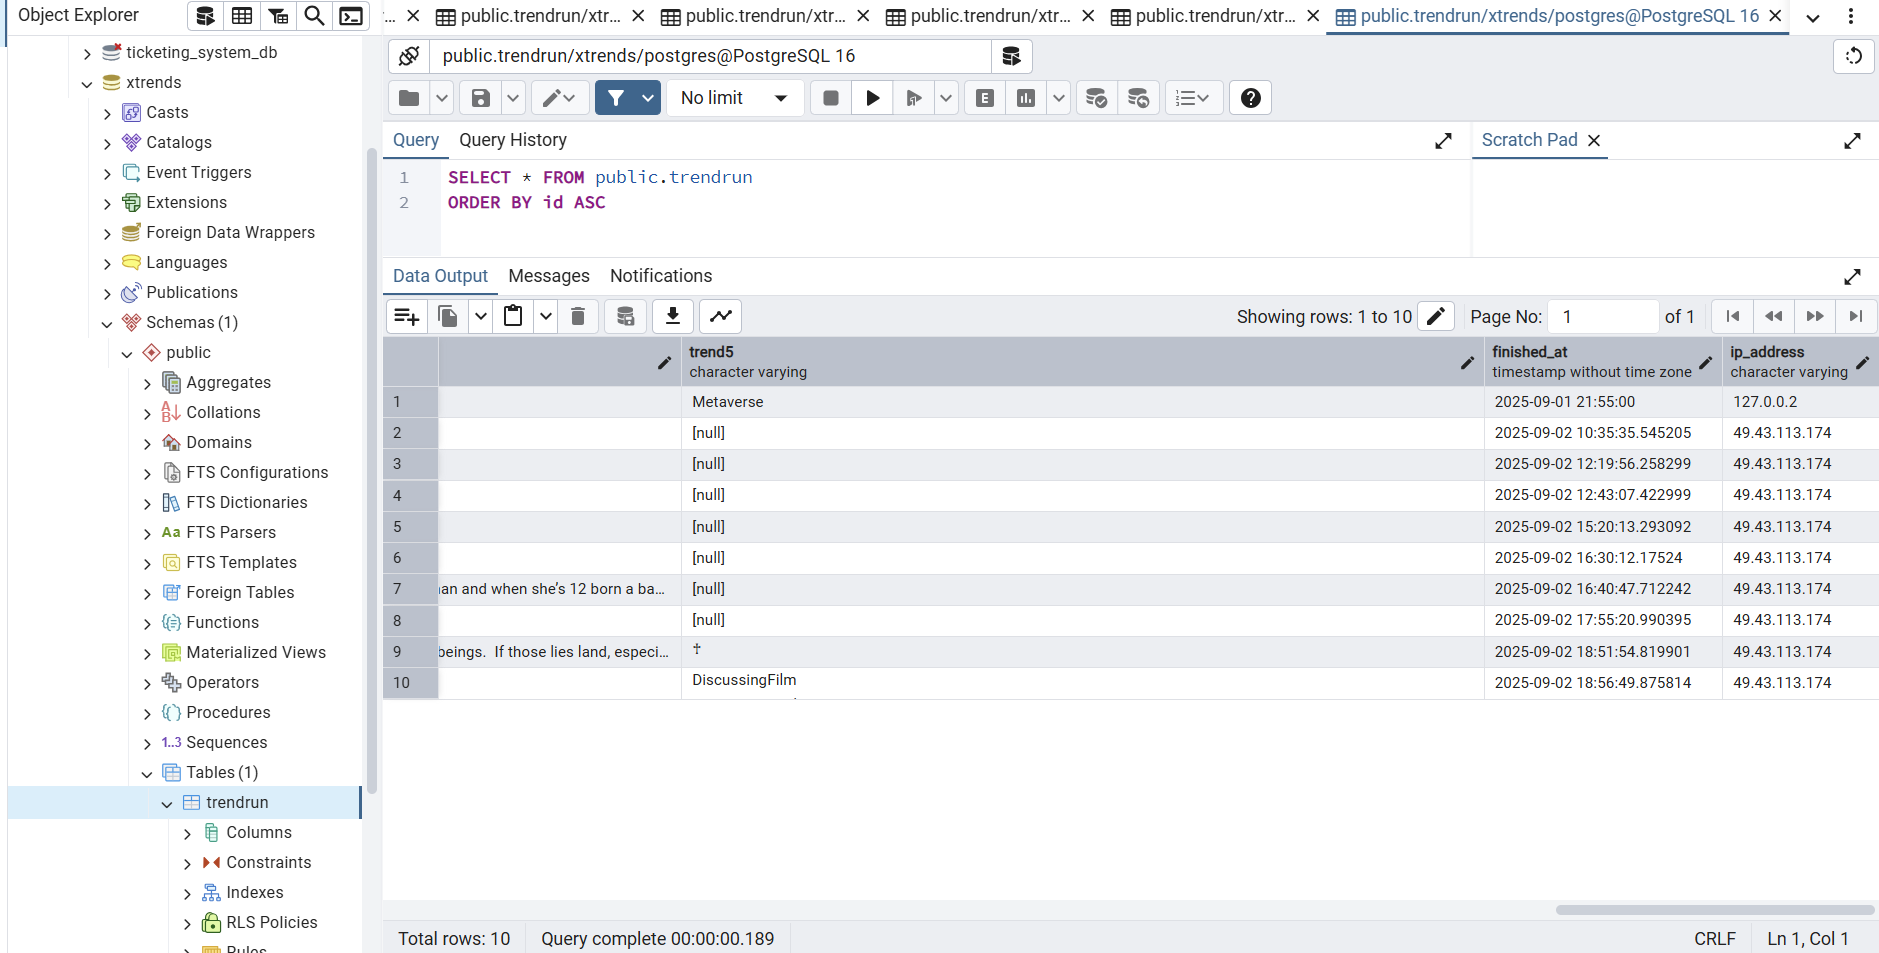 Object Explorer
ticketing_system_db
xtrends
Casts
Catalogs
Event Triggers
Extensions
Foreign Data Wrappers
Languages
Publications
Schemas (1)
public
Aggregates
Collations
Domains
FTS Configurations
FTS Dictionaries
Aa FTS Parsers
FTS Templates
Foreign Tables
Functions
Materialized Views
Operators
Procedures
1..3 Sequences
Tables (1)
trendrun
Columns
Constraints
Indexes
RLS Policies
Rules
... public.trendrun/xtr... public.trendrun/xtr... public.trendrun/xtr... public.trendrun/xtr... public.trendrun/xtrends/postgres@PostgreSQL 16
public.trendrun/xtrends/postgres@PostgreSQL 16
No limit E
Query Query History Scratch Pad
1 SELECT * FROM public.trendrun
2 ORDER BY id ASC
Data Output Messages Notifications
Showing rows: 1 to 10 Page No: 1 of 1
trend5 finished_at ip_address
character varying timestamp without time zone character varying
1 Metaverse 2025-09-01 21:55:00 127.0.0.2
2 [null] 2025-09-02 10:35:35.545205 49.43.113.174
3 [null] 2025-09-02 12:19:56.258299 49.43.113.174
4 [null] 2025-09-02 12:43:07.422999 49.43.113.174
5 [null] 2025-09-02 15:20:13.293092 49.43.113.174
6 [null] 2025-09-02 16:30:12.17524 49.43.113.174
7 an and when she’s 12 born a ba... [null] 2025-09-02 16:40:47.712242 49.43.113.174
8 [null] 2025-09-02 17:55:20.990395 49.43.113.174
9 beings. If those lies land, especi... † 2025-09-02 18:51:54.819901 49.43.113.174
10 DiscussingFilm 2025-09-02 18:56:49.875814 49.43.113.174
Total rows: 10 Query complete 00:00:00.189 CRLF Ln 1, Col 1